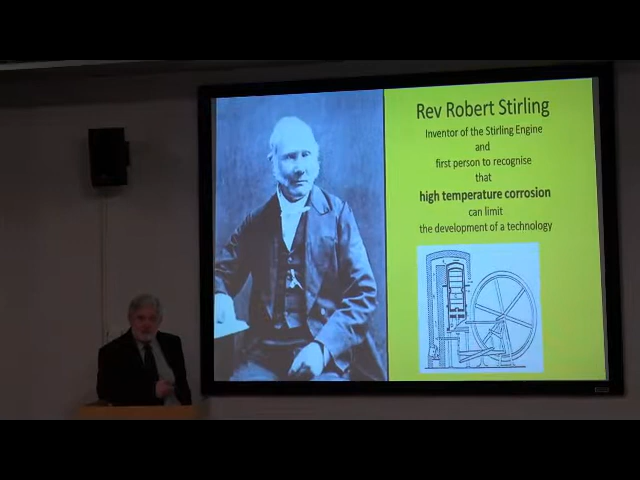 Rev Robert Stirling
Inventor of the Stirling Engine
and
first person to recognise
that
high temperature corrosion
can limit
the development of a technology